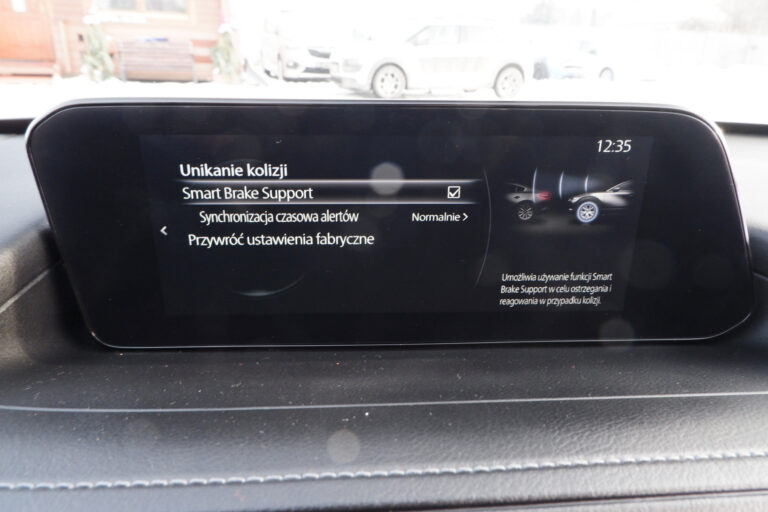 12:35
Unikanie kolizji
Smart Brake Support
Synchronizacja czasowa alertów Normalnie
Przywróć ustawienia fabryczne
Umożliwia używanie funkcji Smart
Brake Support w celu ostrzegania i
reagowania w przypadku kolizji.